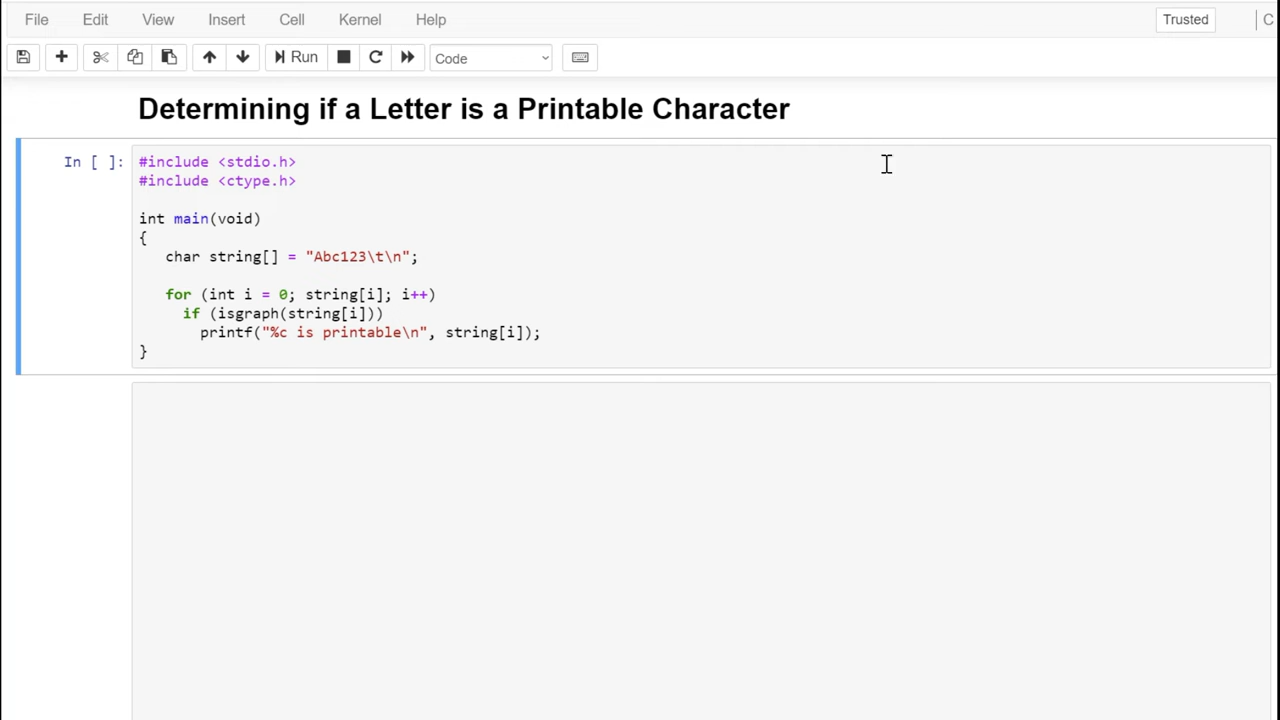 File Edit View Insert Cell Kernel Help Trusted C
Run Code
Determining if a Letter is a Printable Character
In [ ]: #include <stdio.h>
#include <ctype.h>
int main(void)
{
char string[] = "Abc123\t\n";
for (int i = 0; string[i]; i++)
if (isgraph(string[i]))
printf("%c is printable\n", string[i]);
}